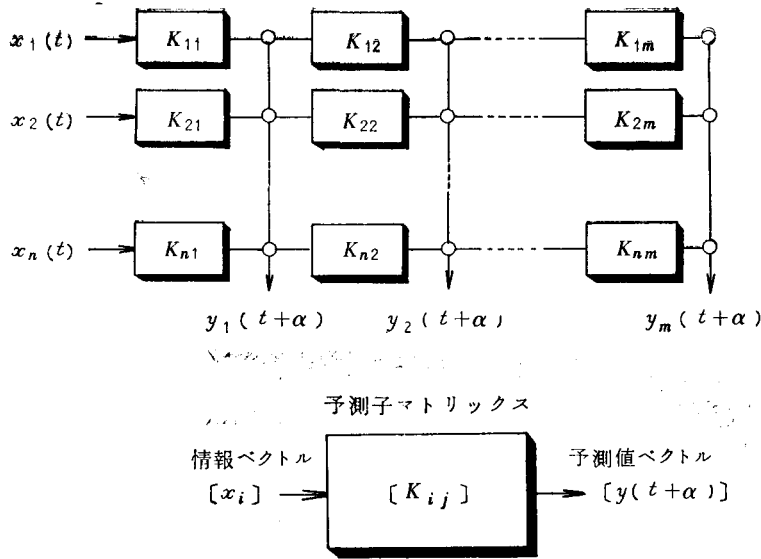 x₁(t) K₁₁ K₁₂ K₁ₘ
x₂(t) K₂₁ K₂₂ K₂ₘ
xₙ(t) Kₙ₁ Kₙ₂ Kₙₘ
y₁(t+α) y₂(t+α) yₘ(t+α)
予測子マトリックス
情報ベクトル 予測値ベクトル
[xᵢ] [Kᵢⱼ] [y(t+α)]